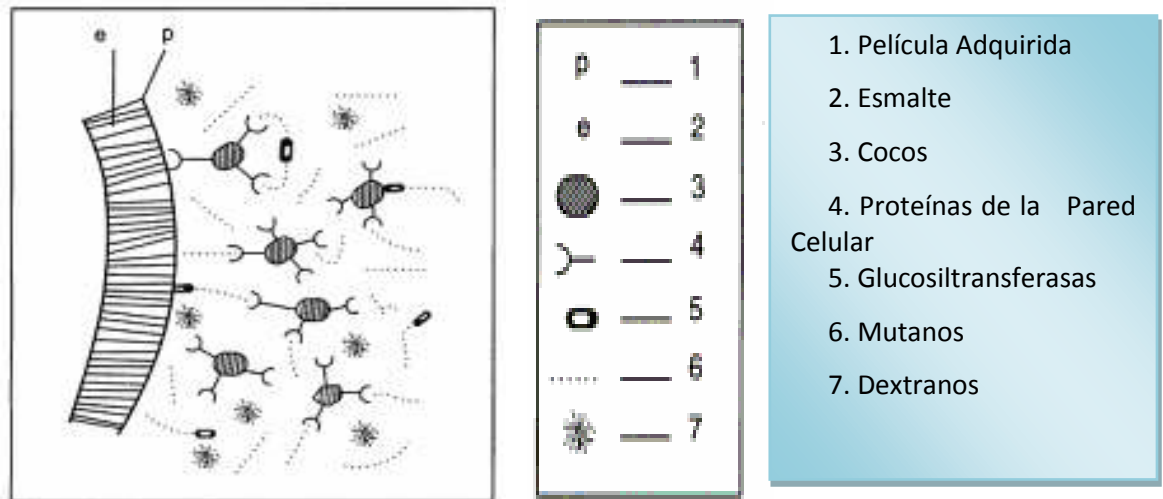 e p
p 1
e 2
3
4
5
6
7
1. Película Adquirida
2. Esmalte
3. Cocos
4. Proteínas de la Pared
Celular
5. Glucosiltransferasas
6. Mutanos
7. Dextranos